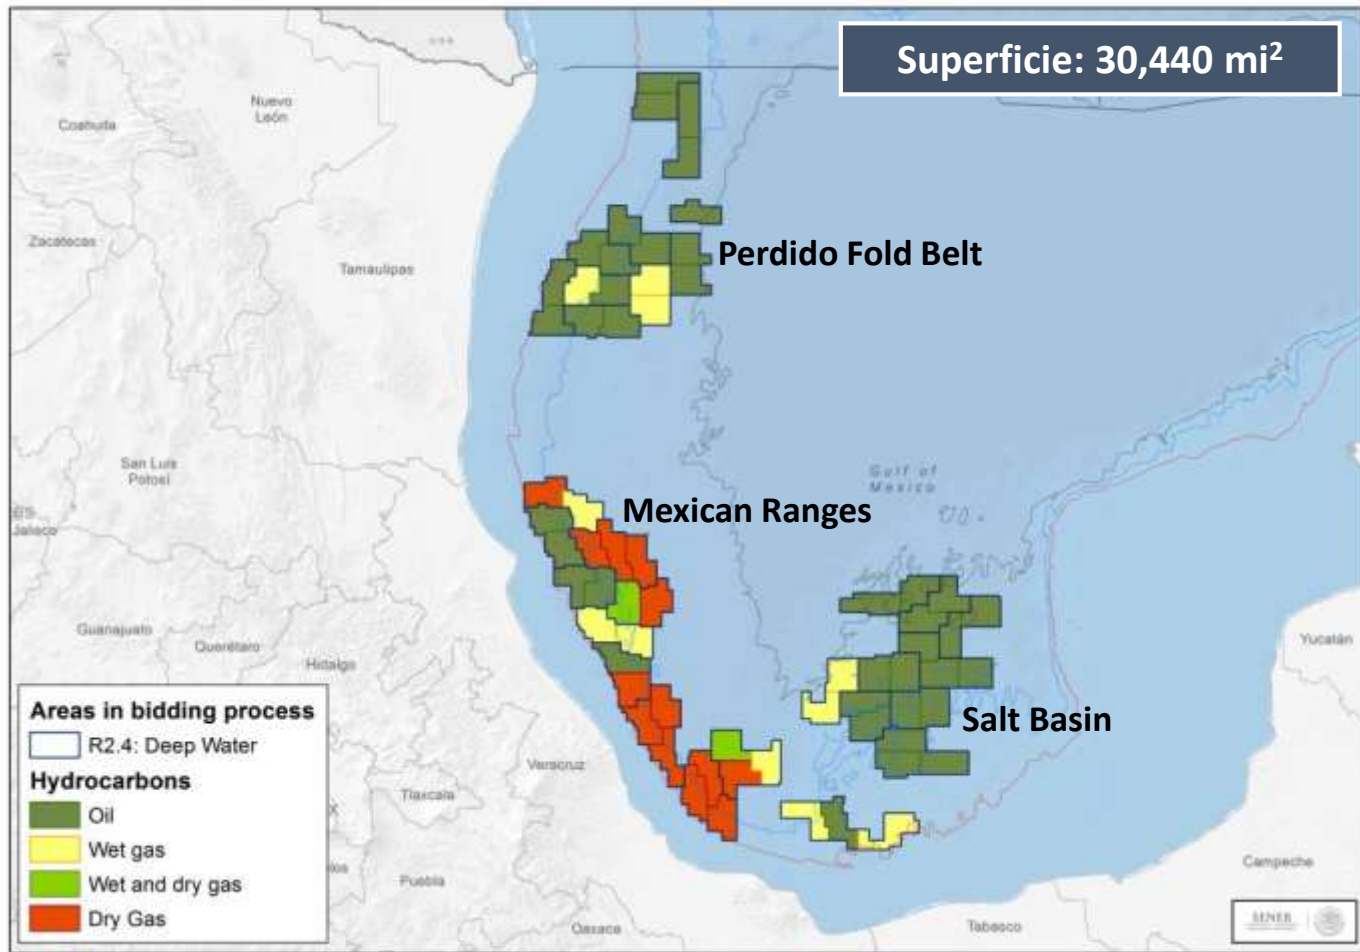 Superficie: 30,440 mi²
Nuevo
León
Coahuila
Zacatecas
Tamaulipas
Perdido Fold Belt
San Luis
Potosí
Gulf of
Mexico
Mexican Ranges
Jalisco
Guanajuato
Querétaro
Hidalgo
Yucatán
Salt Basin
Areas in bidding process
R2.4: Deep Water
Hydrocarbons
Oil
Wet gas
Wet and dry gas
Dry Gas
Veracruz
Tlaxcala
Puebla
Oaxaca
Tabasco
Campeche
SENER